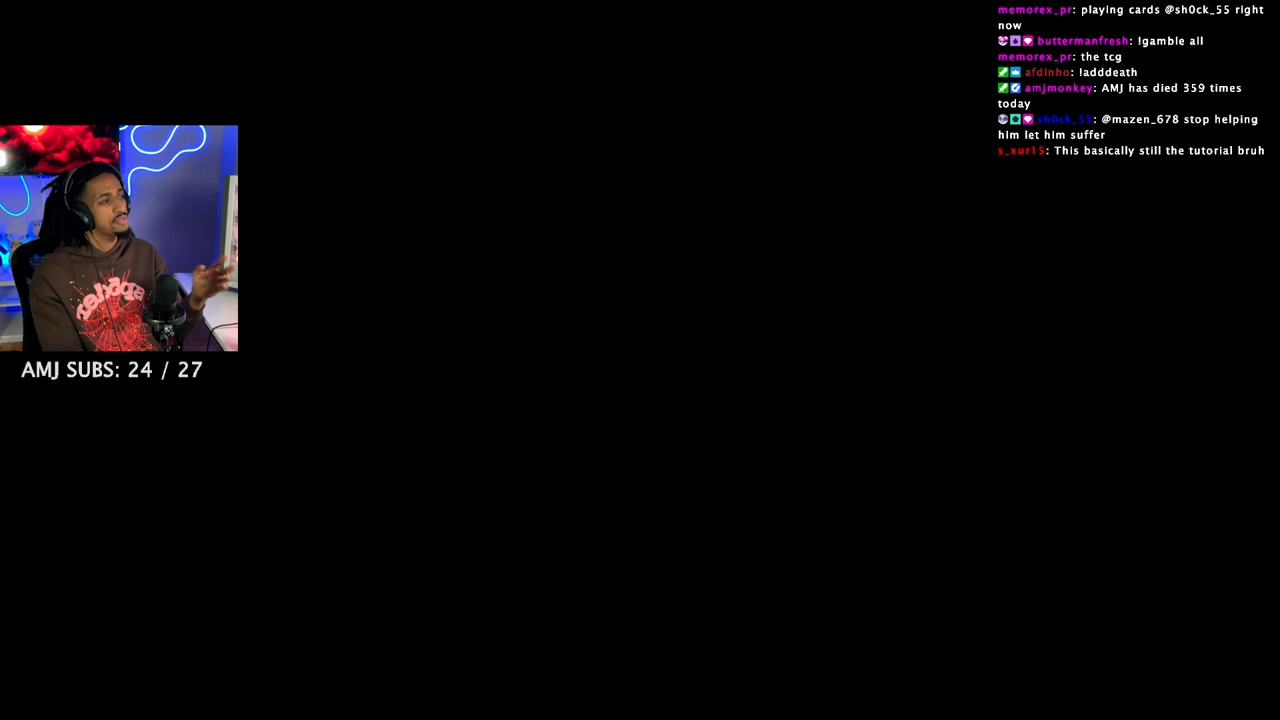 memorex_pr: playing cards @sh0ck_55 right
now
buttermanfresh: !gamble all
memorex_pr: the tcg
afdinho: !adddeath
amjmonkey: AMJ has died 359 times
today
sh0ck_55: @mazen_678 stop helping
him let him suffer
s_xur15: This basically still the tutorial bruh
AMJ SUBS: 24 / 27